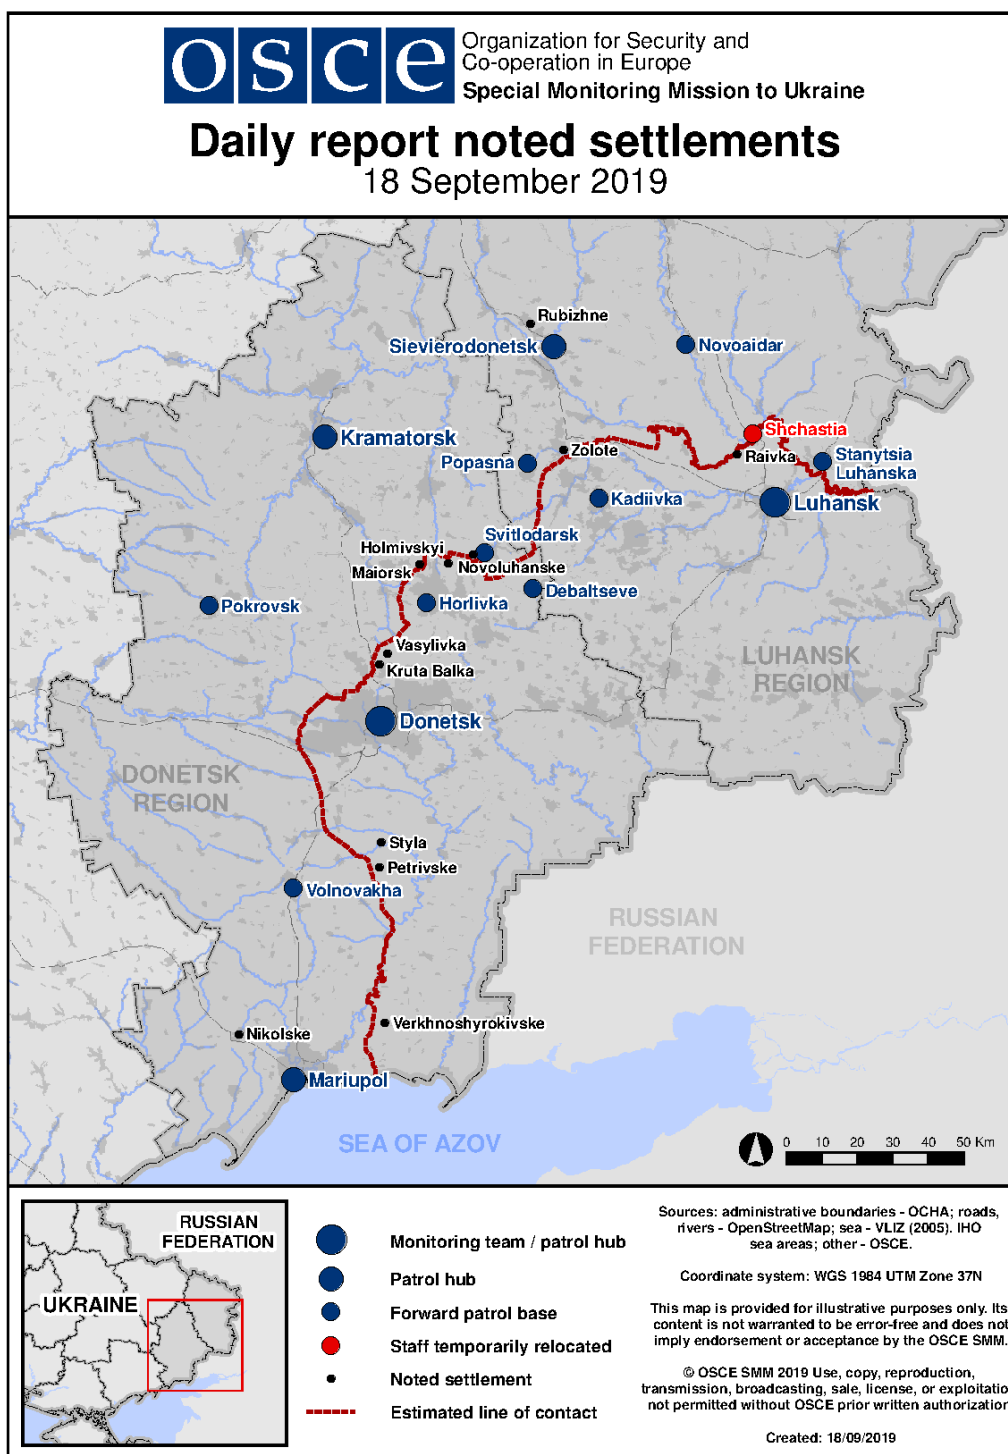 osce
Organization for Security and
Co-operation in Europe
Special Monitoring Mission to Ukraine
Daily report noted settlements
18 September 2019
Rubizhne
Sievierodonetsk
Novoaidar
Kramatorsk
Shchastia
Zolote
Raivka
Popasna
Stanytsia
Luhanska
Kadiivka
Luhansk
Svitlodarsk
Holmivskyi
Maiorsk
Novoluhanske
Debaltseve
Pokrovsk
Horlivka
Vasylivka
Kruta Balka
LUHANSK
REGION
Donetsk
DONETSK
REGION
Styla
Petrivske
Volnovakha
RUSSIAN
FEDERATION
Verkhnoshyrokivske
Nikolske
Mariupol
SEA OF AZOV
0 10 20 30 40 50 Km
RUSSIAN
FEDERATION
UKRAINE
Monitoring team / patrol hub
Patrol hub
Forward patrol base
Staff temporarily relocated
Noted settlement
Estimated line of contact
Sources: administrative boundaries - OCHA; roads,
rivers - OpenStreetMap; sea - VLIZ (2005). IHO
sea areas; other - OSCE.
Coordinate system: WGS 1984 UTM Zone 37N
This map is provided for illustrative purposes only. Its
content is not warranted to be error-free and does not
imply endorsement or acceptance by the OSCE SMM.
© OSCE SMM 2019 Use, copy, reproduction,
transmission, broadcasting, sale, license, or exploitation
not permitted without OSCE prior written authorization
Created: 18/09/2019